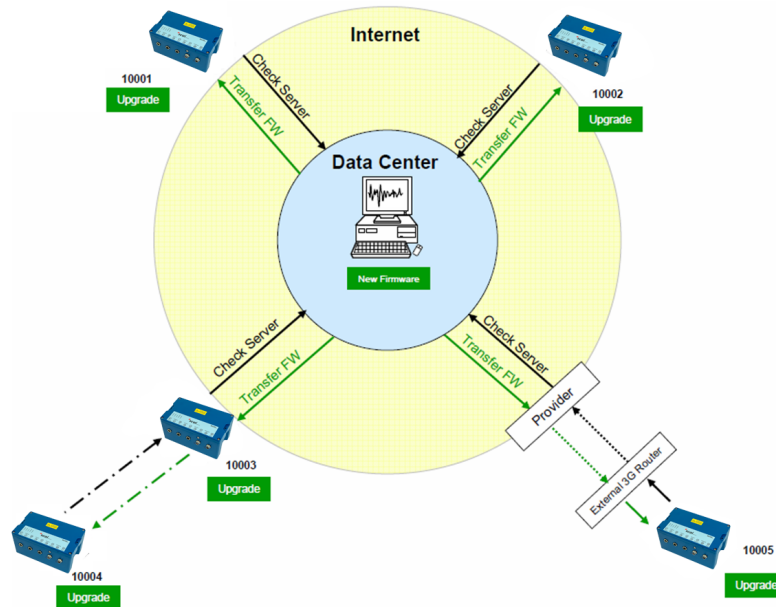 Internet
10001
Upgrade
Check Server
Transfer FW
10002
Upgrade
Check Server
Transfer FW
Data Center
New Firmware
Check Server
Transfer FW
Check Server
Transfer FW
Provider
External 3G Router
10003
Upgrade
10004
Upgrade
10005
Upgrade